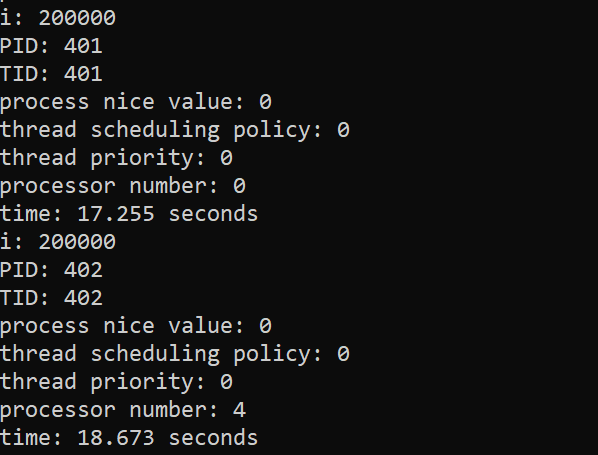 i: 200000
PID: 401
TID: 401
process nice value: 0
thread scheduling policy: 0
thread priority: 0
processor number: 0
time: 17.255 seconds
i: 200000
PID: 402
TID: 402
process nice value: 0
thread scheduling policy: 0
thread priority: 0
processor number: 4
time: 18.673 seconds